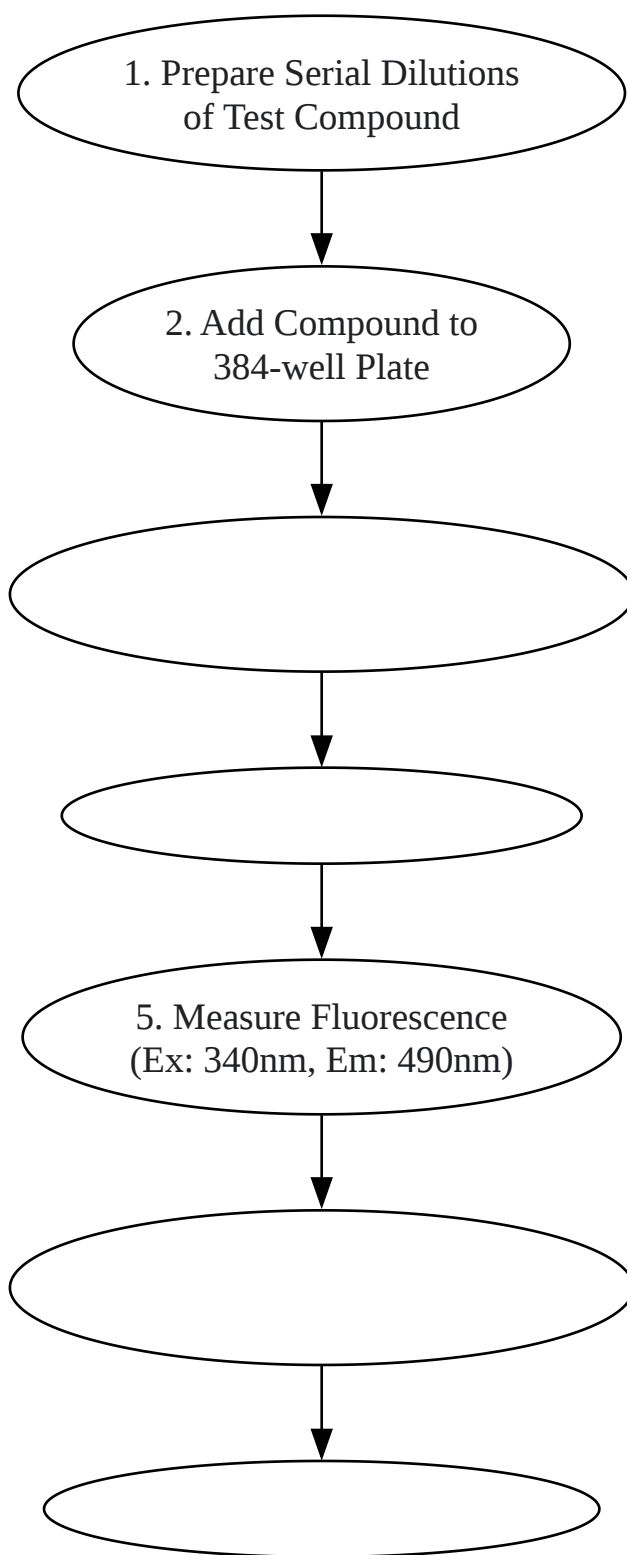 1. Prepare Serial Dilutions
of Test Compound
2. Add Compound to
384-well Plate
5. Measure Fluorescence
(Ex: 340nm, Em: 490nm)